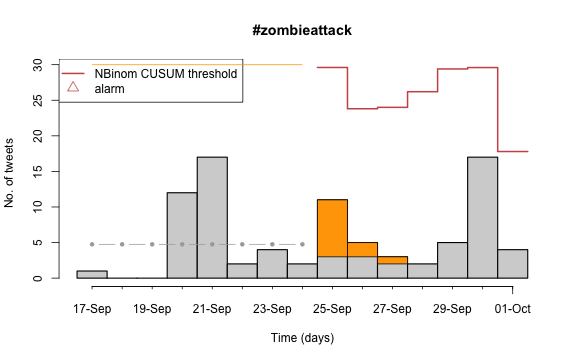 #zombieattack
NBinom CUSUM threshold
alarm
No. of tweets
30
25
20
15
10
5
0
17-Sep 19-Sep 21-Sep 23-Sep 25-Sep 27-Sep 29-Sep 01-Oct
Time (days)